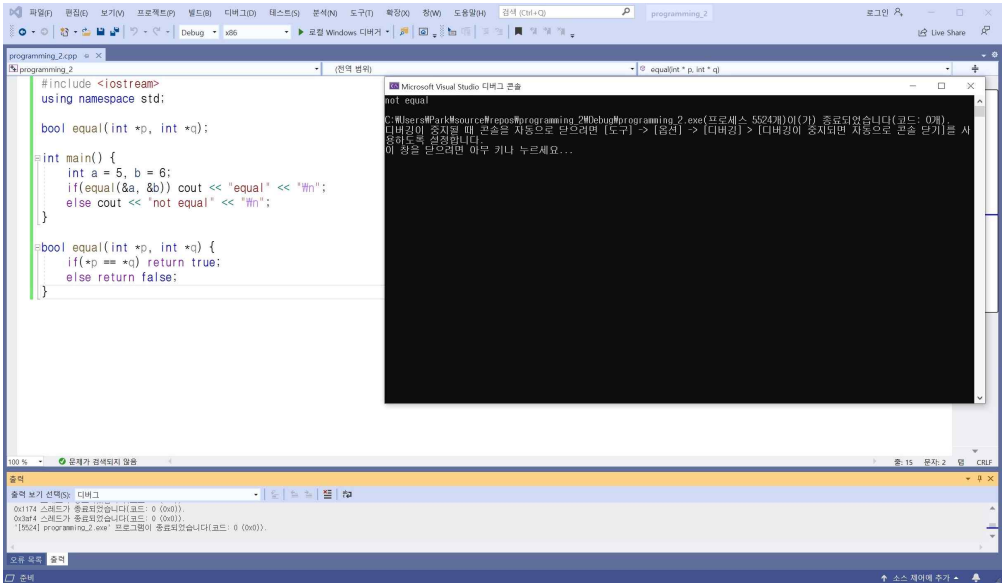 파일(F) 편집(E) 보기(V) 프로젝트(P) 빌드(B) 디버그(D) 테스트(S) 분석(N) 도구(T) 확장(X) 창(W) 도움말(H) 검색 (Ctrl+Q) programming_2 로그인
Debug x86 로컬 Windows 디버거 Live Share
programming_2.cpp
programming_2 (전역 범위) equal(int * p, int * q)
#include <iostream>
using namespace std;
bool equal(int *p, int *q);
int main() {
int a = 5, b = 6;
if(equal(&a, &b)) cout << "equal" << "₩n";
else cout << "not equal" << "₩n";
}
bool equal(int *p, int *q) {
if(*p == *q) return true;
else return false;
}
Microsoft Visual Studio 디버그 콘솔
not equal
C:₩Users₩Park₩source₩repos₩programming_2₩Debug₩programming_2.exe(프로세스 5524개)이(가) 종료되었습니다(코드: 0개).
디버깅이 중지될 때 콘솔을 자동으로 닫으려면 [도구] -> [옵션] -> [디버깅] > [디버깅이 중지되면 자동으로 콘솔 닫기]를 사
용하도록 설정합니다.
이 창을 닫으려면 아무 키나 누르세요...
100 % 문제가 검색되지 않음 줄: 15 문자: 2 탭 CRLF
출력
출력 보기 선택(S): 디버그
0x1174 스레드가 종료되었습니다(코드: 0 (0x0)).
0x3af4 스레드가 종료되었습니다(코드: 0 (0x0)).
'[5524] programming_2.exe' 프로그램이 종료되었습니다(코드: 0 (0x0)).
오류 목록 출력
준비 소스 제어에 추가